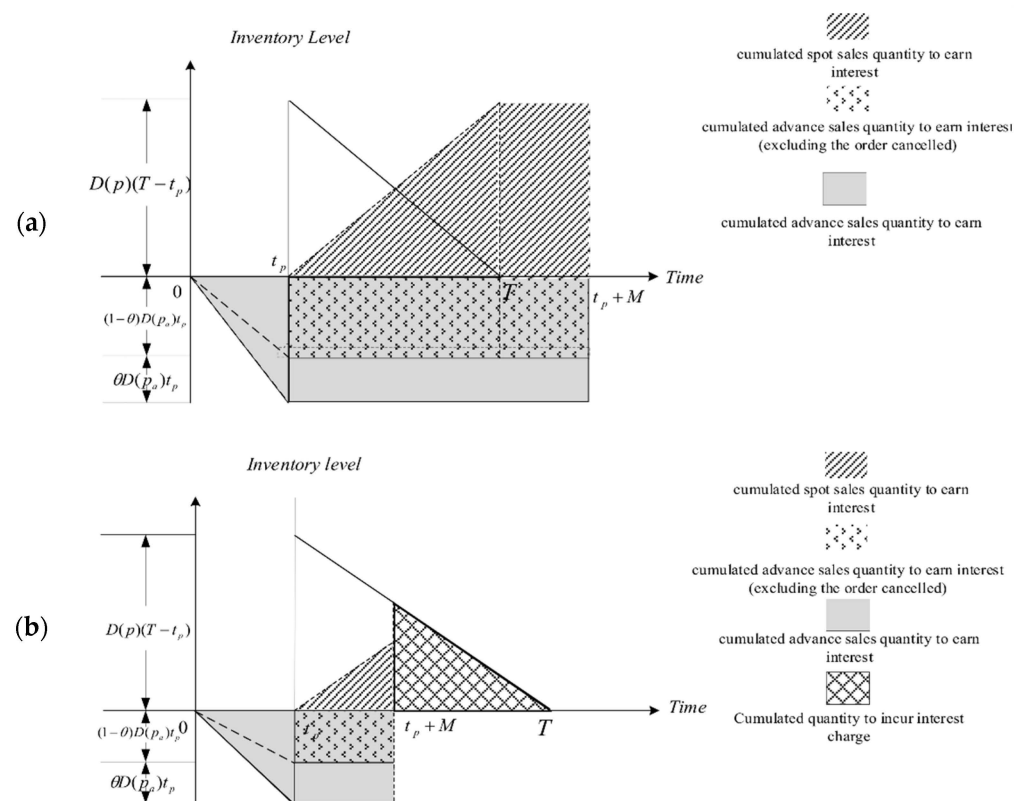 Inventory Level
D(p)(T−t_p)
(a)
t_p
0
T
t_p + M
Time
(1−θ)D(p_a)t_p
θD(p_a)t_p
cumulated spot sales quantity to earn
interest
cumulated advance sales quantity to earn interest
(excluding the order cancelled)
cumulated advance sales quantity to earn
interest
Inventory level
D(p)(T−t_p)
(b)
(1−θ)D(p_a)t_p
0
t_p
t_p + M
T
Time
θD(p_a)t_p
cumulated spot sales quantity to earn
interest
cumulated advance sales quantity to earn interest
(excluding the order cancelled)
cumulated advance sales quantity to earn
interest
Cumulated quantity to incur interest
charge